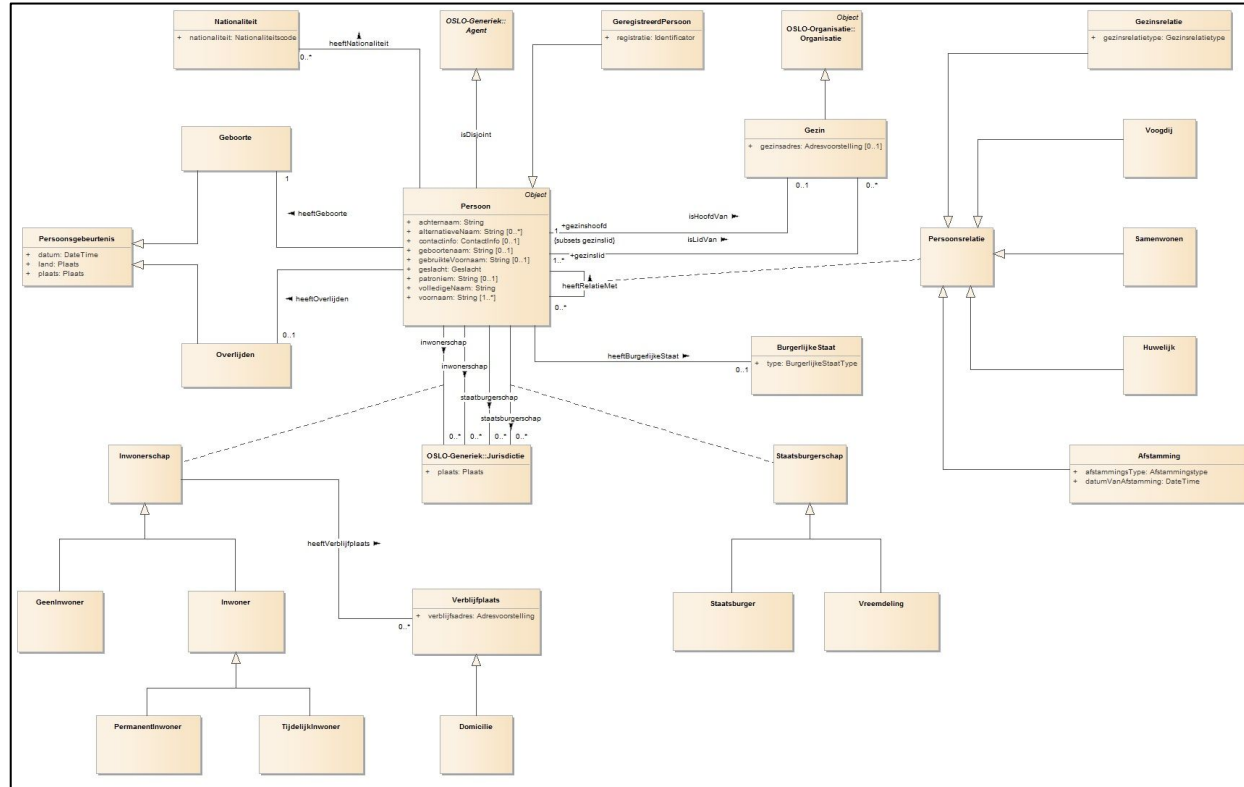 Nationaliteit
+ nationaliteit: Nationaliteitscode
heeftNationaliteit
0..*
OSLO-Generiek::
Agent
GeregistreerdPersoon
+ registratie: Identificator
Object
OSLO-Organisatie::
Organisatie
Gezinsrelatie
+ gezinsrelatietype: Gezinsrelatietype
Geboorte
1
isDisjoint
Gezin
+ gezinsadres: Adresvoorstelling [0..1]
0..1
0..*
Voogdij
heeftGeboorte
Object
Persoon
+ achternaam: String
+ alternatieveNaam: String [0..*]
+ contactinfo: ContactInfo [0..1]
+ geboortenaam: String [0..1]
+ gebruikteVoornaam: String [0..1]
+ geslacht: Geslacht
+ patroniem: String [0..1]
+ volledigeNaam: String
+ voornaam: String [1..*]
isHoofdVan
+gezinshoofd
1
{subsets gezinslid}
isLidVan
1..*
+gezinslid
heeftRelatieMet
0..*
Persoonsgebeurtenis
+ datum: DateTime
+ land: Plaats
+ plaats: Plaats
Persoonsrelatie
Samenwonen
heeftOverlijden
0..1
Overlijden
inwonerschap
inwonerschap
staatburgerschap
staatsburgerschap
0..*
0..*
0..*
0..*
heeftBurgerlijkeStaat
0..1
BurgerlijkeStaat
+ type: BurgerlijkeStaatType
Huwelijk
Inwonerschap
OSLO-Generiek::Jurisdictie
+ plaats: Plaats
Staatsburgerschap
Afstamming
+ afstammingsType: Afstammingstype
+ datumVanAfstamming: DateTime
heeftVerblijfplaats
0..*
GeenInwoner
Inwoner
Verblijfplaats
+ verblijfsadres: Adresvoorstelling
Staatsburger
Vreemdeling
PermanentInwoner
TijdelijkInwoner
Domicilie